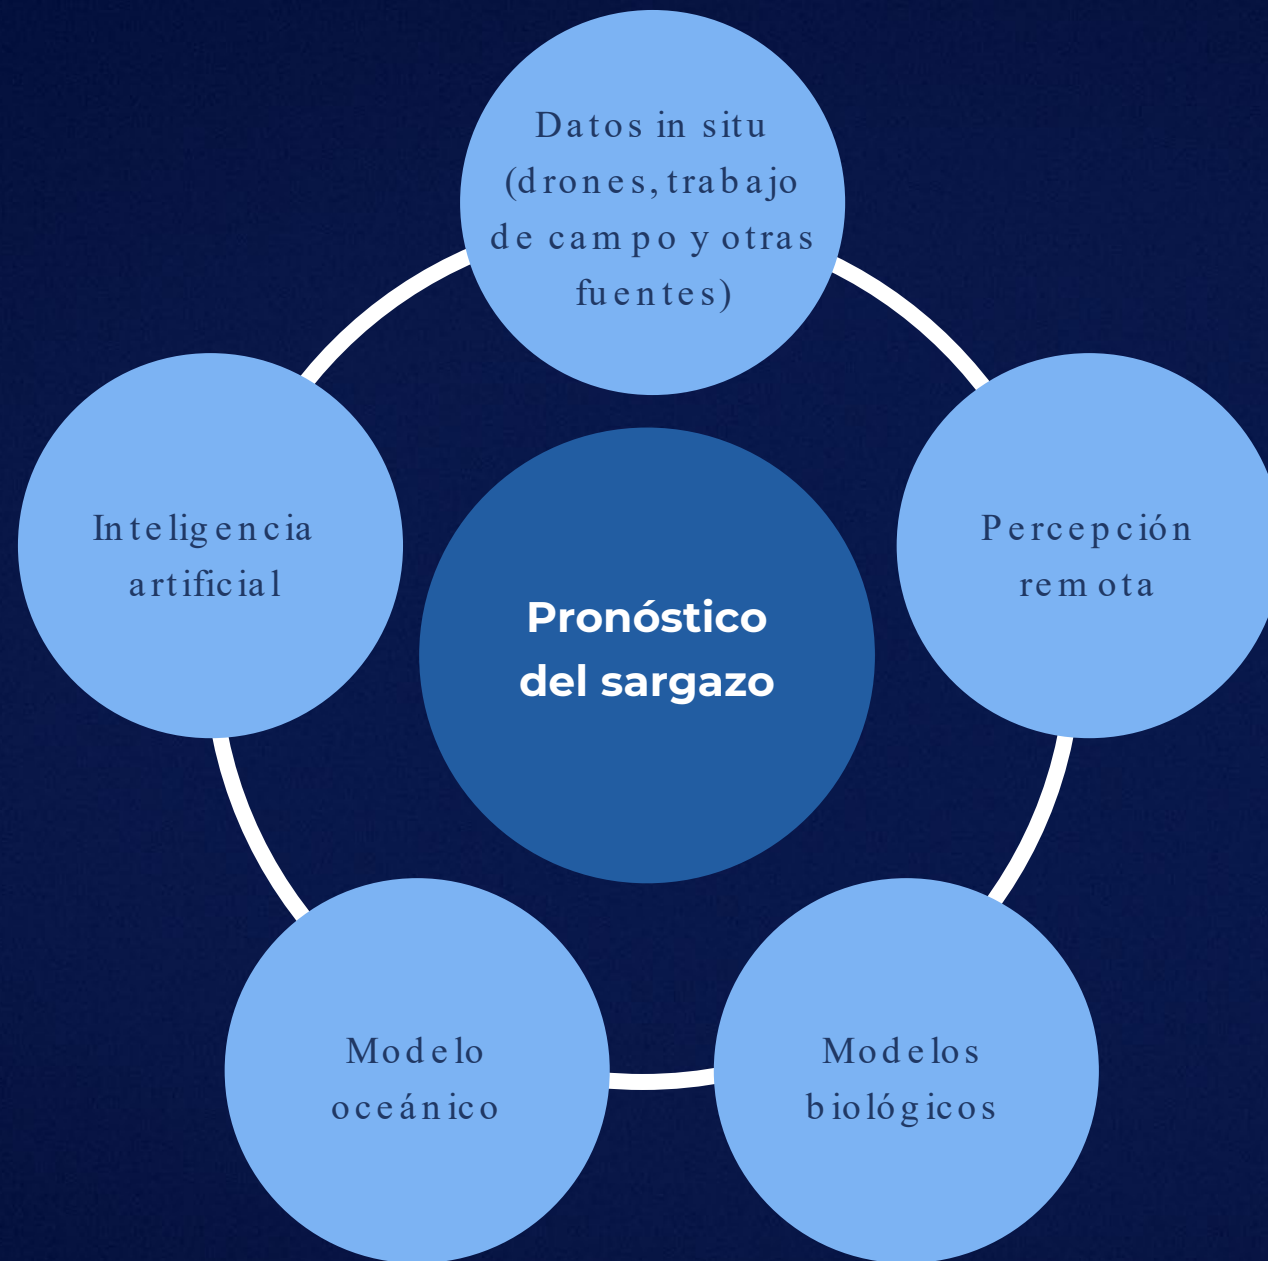 Datos in situ
(drones, trabajo
de campo y otras
fuentes)
Inteligencia
artificial
Percepción
remota
Pronóstico
del sargazo
Modelo
oceánico
Modelos
biológicos